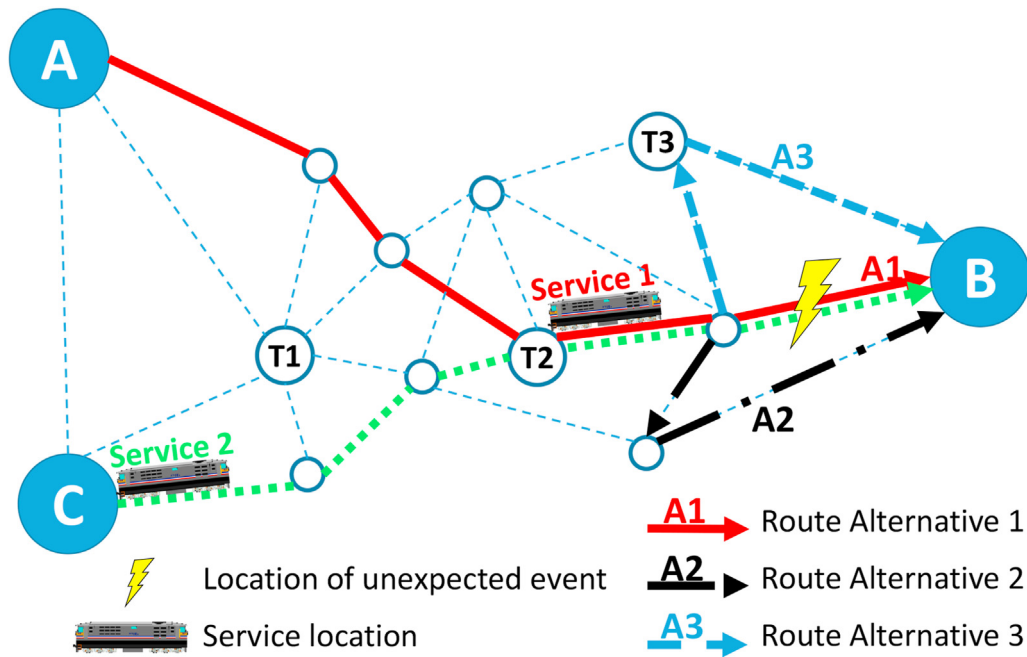 A
T3
A3
Service 1
A1
B
T1
T2
A2
Service 2
C
A1 Route Alternative 1
Location of unexpected event
A2 Route Alternative 2
Service location
A3 Route Alternative 3